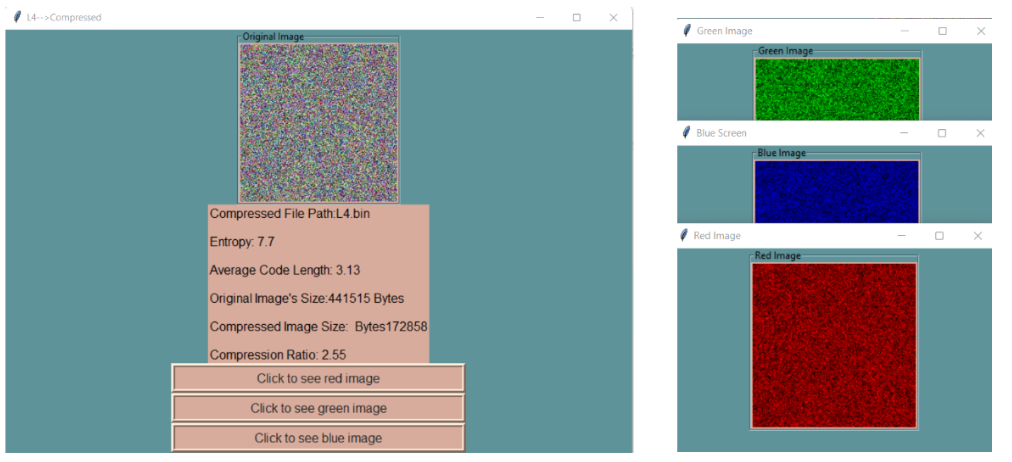 L4-->Compressed
Original Image
Compressed File Path:L4.bin
Entropy: 7.7
Average Code Length: 3.13
Original Image's Size:441515 Bytes
Compressed Image Size:  Bytes172858
Compression Ratio: 2.55
Click to see red image
Click to see green image
Click to see blue image
Green Image
Green Image
Blue Screen
Blue Image
Red Image
Red Image